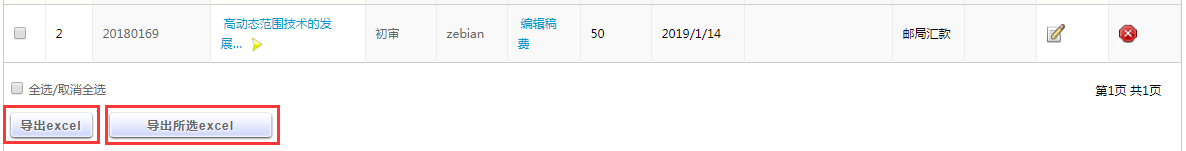 2 20180169 高动态范围技术的发 初审 zebian 编辑稿 50 2019/1/14 邮局汇款
展... 费
全选/取消全选 第1页 共1页
导出excel 导出所选excel